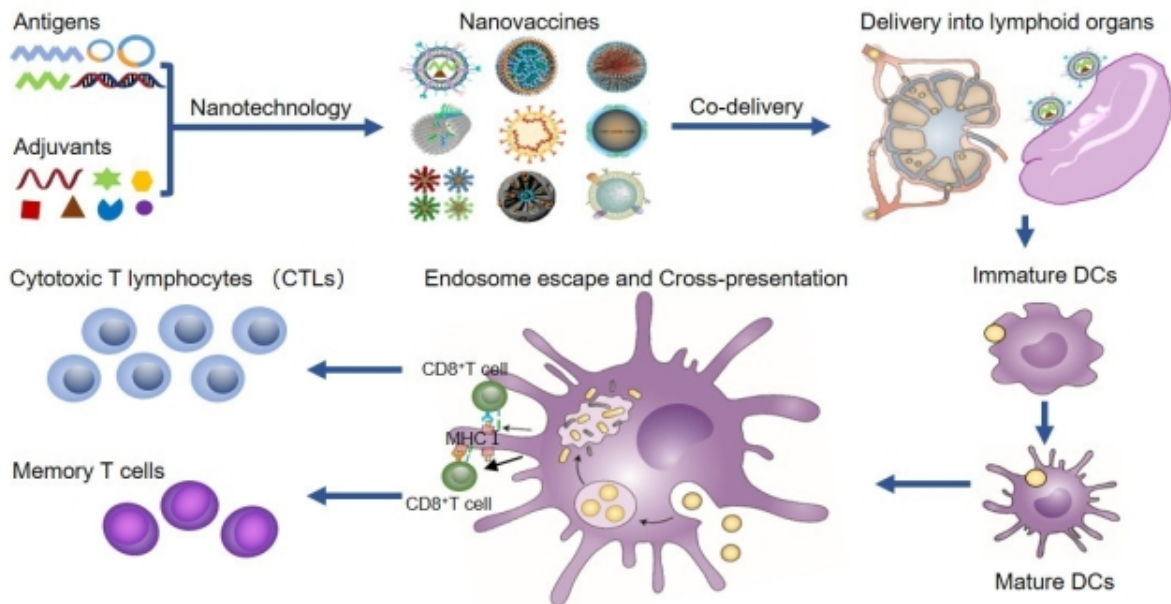 Antigens
Nanovaccines
Delivery into lymphoid organs
Nanotechnology
Co-delivery
Adjuvants
Cytotoxic T lymphocytes （CTLs）
Endosome escape and Cross-presentation
Immature DCs
CD8⁺T cell
MHC I
Memory T cells
CD8⁺T cell
Mature DCs